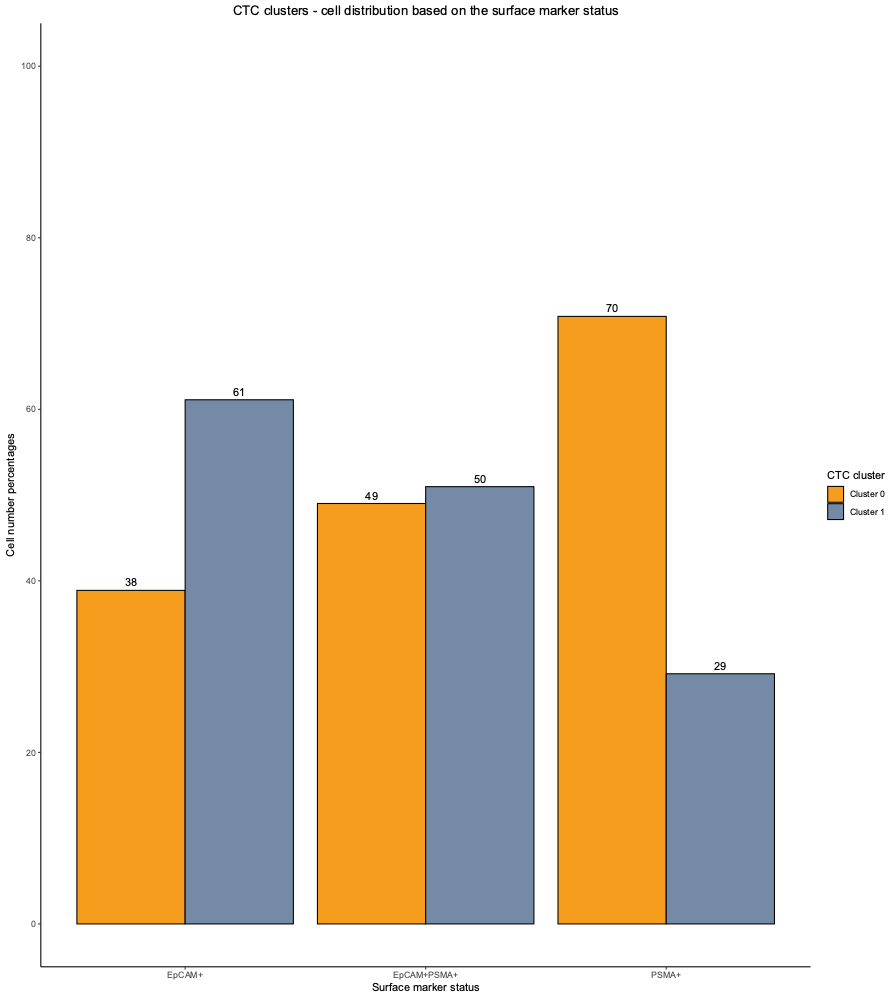 CTC clusters - cell distribution based on the surface marker status
100
80
60
40
20
0
Cell number percentages
38
61
49
50
70
29
EpCAM+
EpCAM+PSMA+
PSMA+
Surface marker status
CTC cluster
Cluster 0
Cluster 1